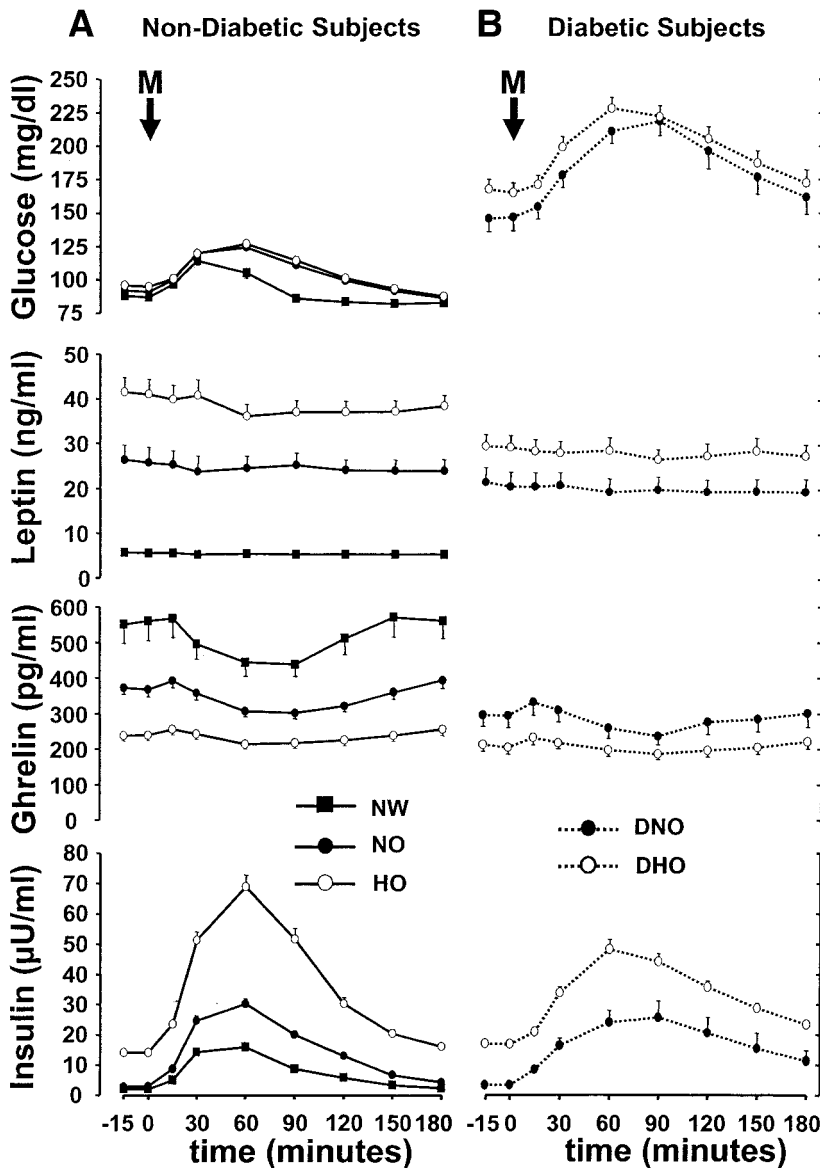 A Non-Diabetic Subjects
B Diabetic Subjects
M
M
Glucose (mg/dl)
250
225
200
175
150
125
100
75
Leptin (ng/ml)
50
40
30
20
10
0
Ghrelin (pg/ml)
600
500
400
300
200
100
0
NW
NO
HO
DNO
DHO
Insulin (µU/ml)
80
70
60
50
40
30
20
10
0
-15 0 30 60 90 120 150 180
time (minutes)
-15 0 30 60 90 120 150 180
time (minutes)